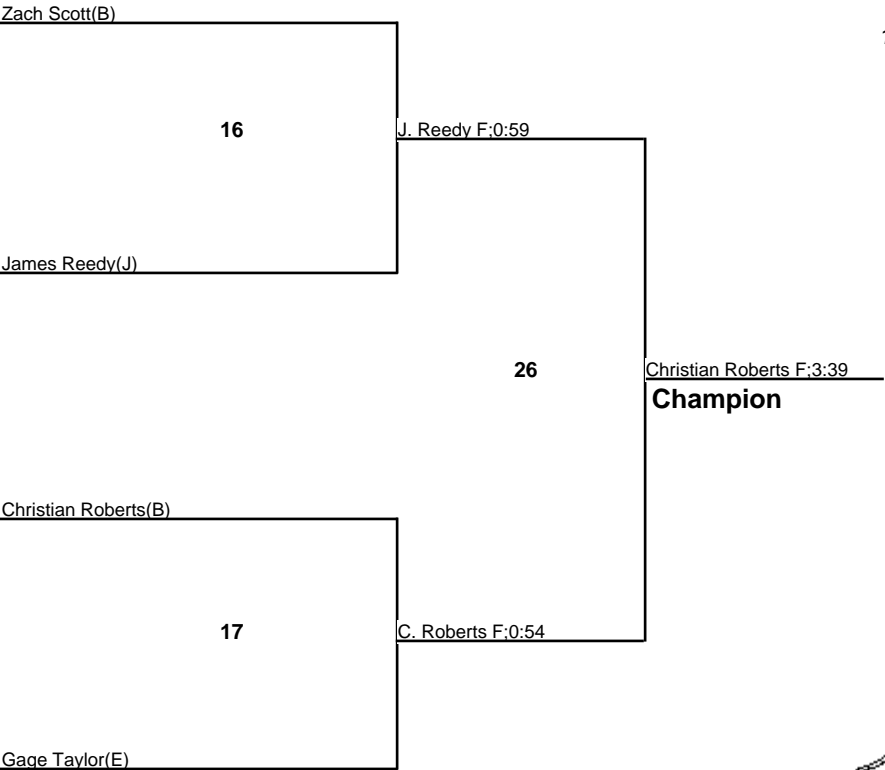 Zach Scott(B)
16
J. Reedy F;0:59
James Reedy(J)
26
Christian Roberts F;3:39
Champion
Christian Roberts(B)
17
C. Roberts F;0:54
Gage Taylor(E)